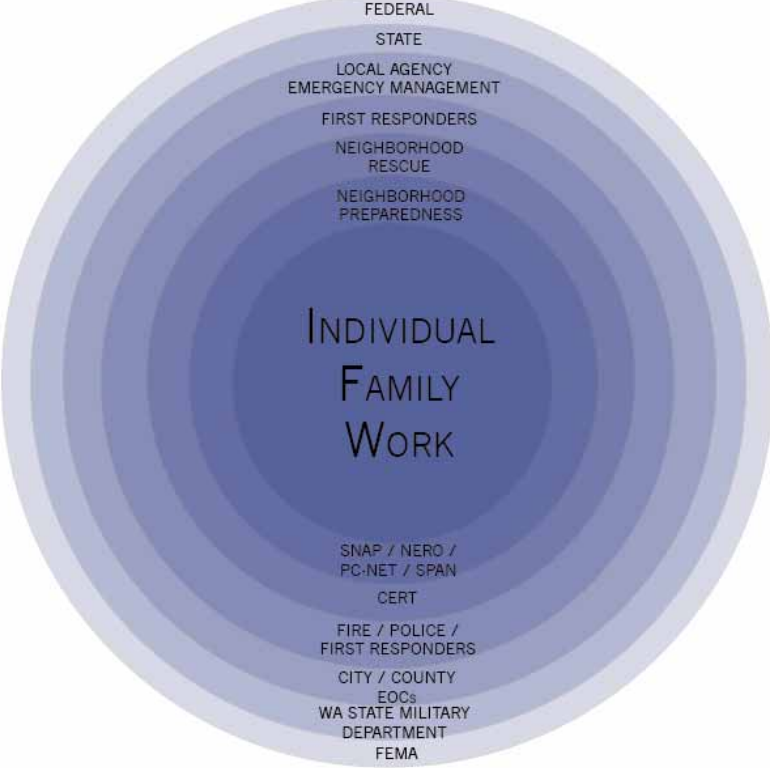 FEDERAL
STATE
LOCAL AGENCY
EMERGENCY MANAGEMENT
FIRST RESPONDERS
NEIGHBORHOOD
RESCUE
NEIGHBORHOOD
PREPAREDNESS
INDIVIDUAL
FAMILY
WORK
SNAP / NERO /
PC-NET / SPAN
CERT
FIRE / POLICE /
FIRST RESPONDERS
CITY / COUNTY
EOCs
WA STATE MILITARY
DEPARTMENT
FEMA